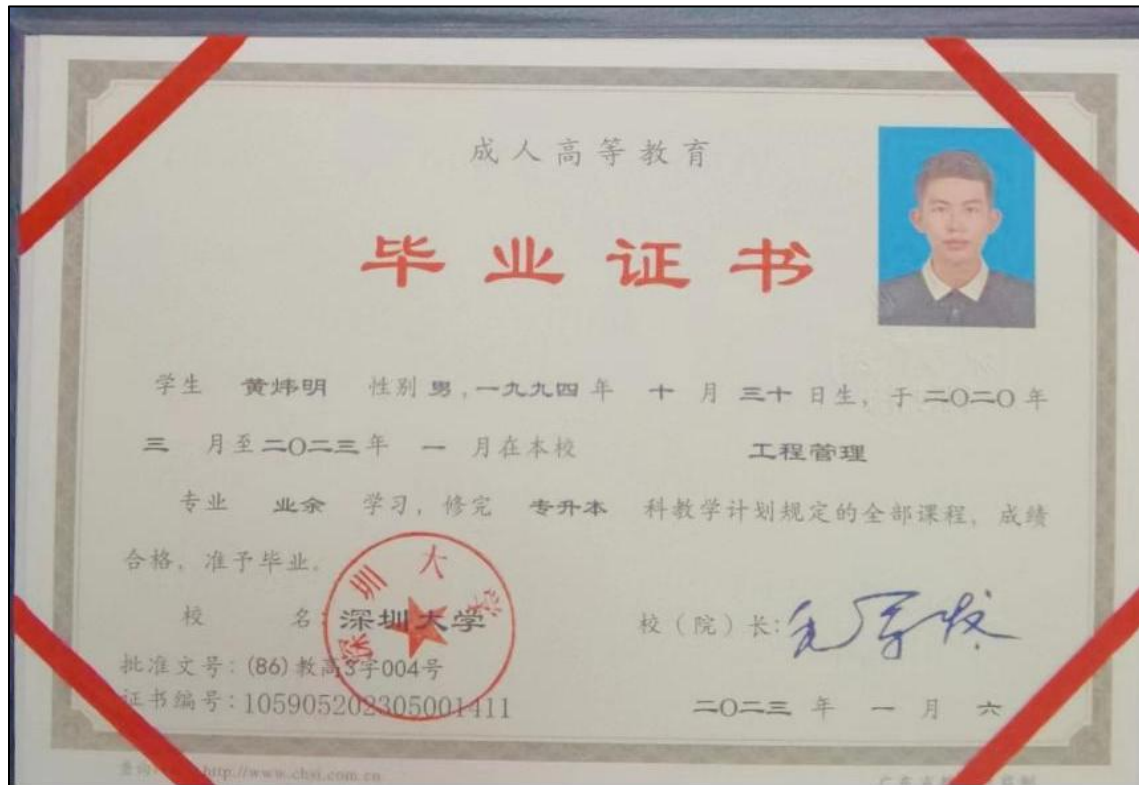 成人高等教育
毕业证书
学生 黄炜明 性别 男，一九九四 年 十 月 三十 日生，于 二〇二〇 年
三 月至 二〇二三 年 一 月在本校 工程管理
专业 业余 学习，修完 专升本 科教学计划规定的全部课程，成绩
合格，准予毕业。
深圳大学
校 名：深圳大学
校（院）长：
批准文号：(86)教高3字004号
证书编号：105905202305001411
二〇二三 年 一 月 六
http://www.chsi.com.cn